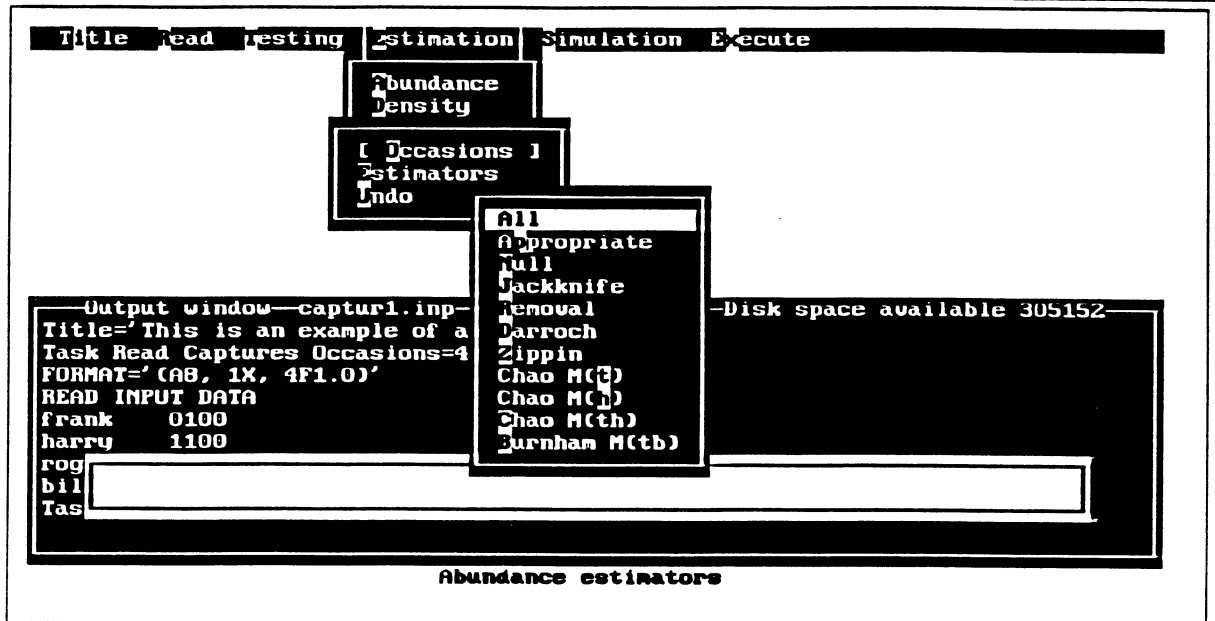 Title Read Testing Estimation Simulation Execute
Abundance
Density
[ Occasions ]
Estimators
Undo
All
Appropriate
Null
Jackknife
Removal
Darroch
Zippin
Chao M(t)
Chao M(h)
Chao M(th)
Burnham M(tb)
Output window captur1.inp
Disk space available 305152
Title='This is an example of a
Task Read Captures Occasions=4
FORMAT='(A8, 1X, 4F1.0)'
READ INPUT DATA
frank 0100
harry 1100
rog
bil
Tas
Abundance estimators